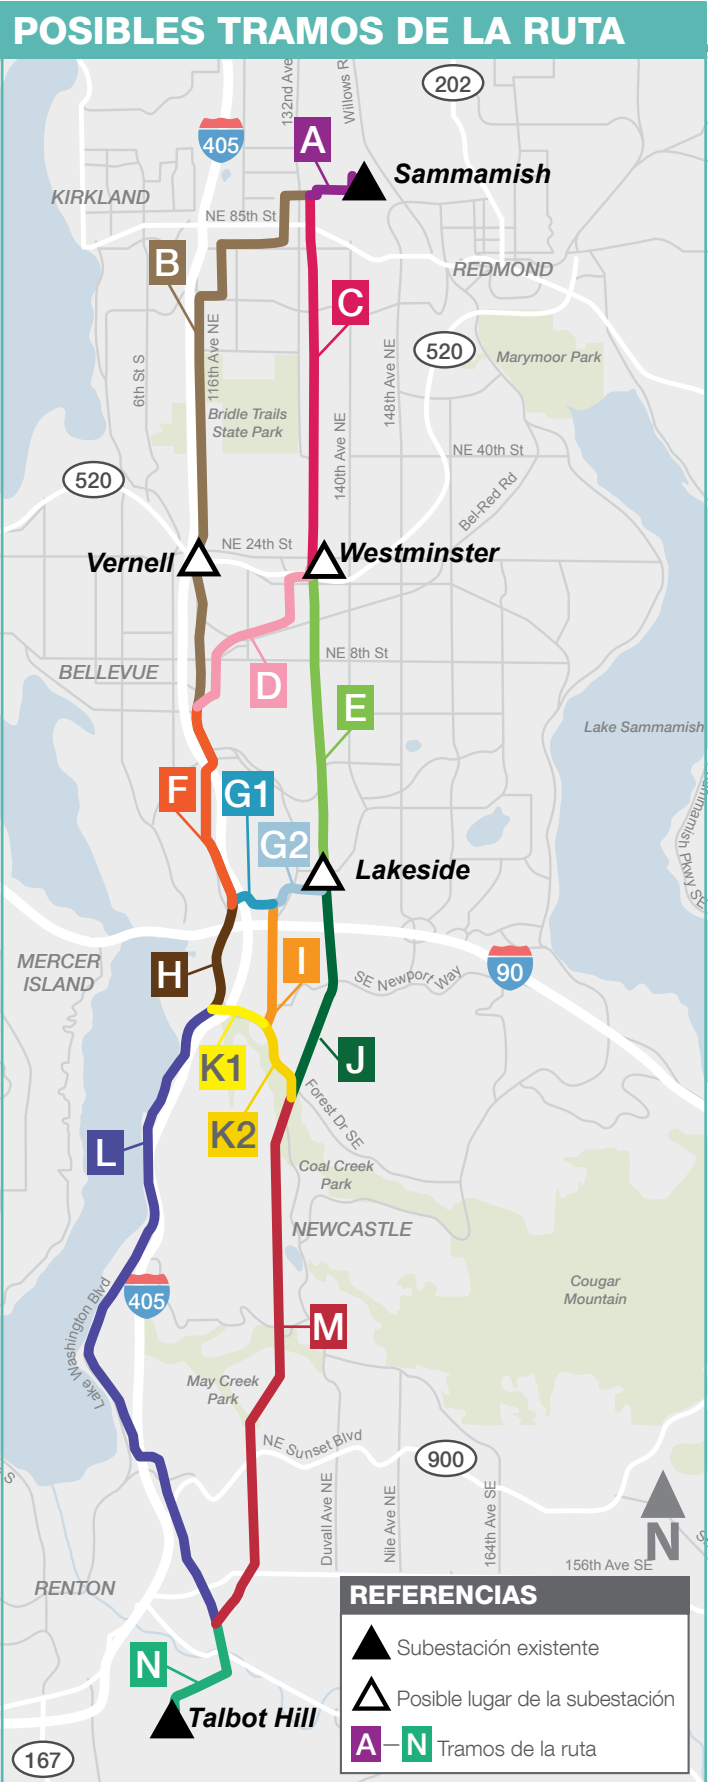 POSIBLES TRAMOS DE LA RUTA
132nd Ave
Willows R
202
405
A
Sammamish
KIRKLAND
NE 85th St
B
REDMOND
C
116th Ave NE
6th St S
148th Ave NE
520
Marymoor Park
Bridle Trails
State Park
140th Ave NE
NE 40th St
520
Bel-Red Rd
NE 24th St
Vernell
Westminster
NE 8th St
BELLEVUE
D
E
Lake Sammamish
F
G1
G2
Lakeside
mmamish Pkwy SE
MERCER
ISLAND
H
I
SE Newport Way
90
K1
J
K2
Forest Dr SE
L
Coal Creek
Park
NEWCASTLE
405
Cougar
Mountain
Lake Washington Blvd
M
May Creek
Park
NE Sunset Blvd
900
S
Duvall Ave NE
Nile Ave NE
164th Ave SE
N
156th Ave SE
RENTON
N
Talbot Hill
167
REFERENCIAS
Subestación existente
Posible lugar de la subestación
A – N Tramos de la ruta